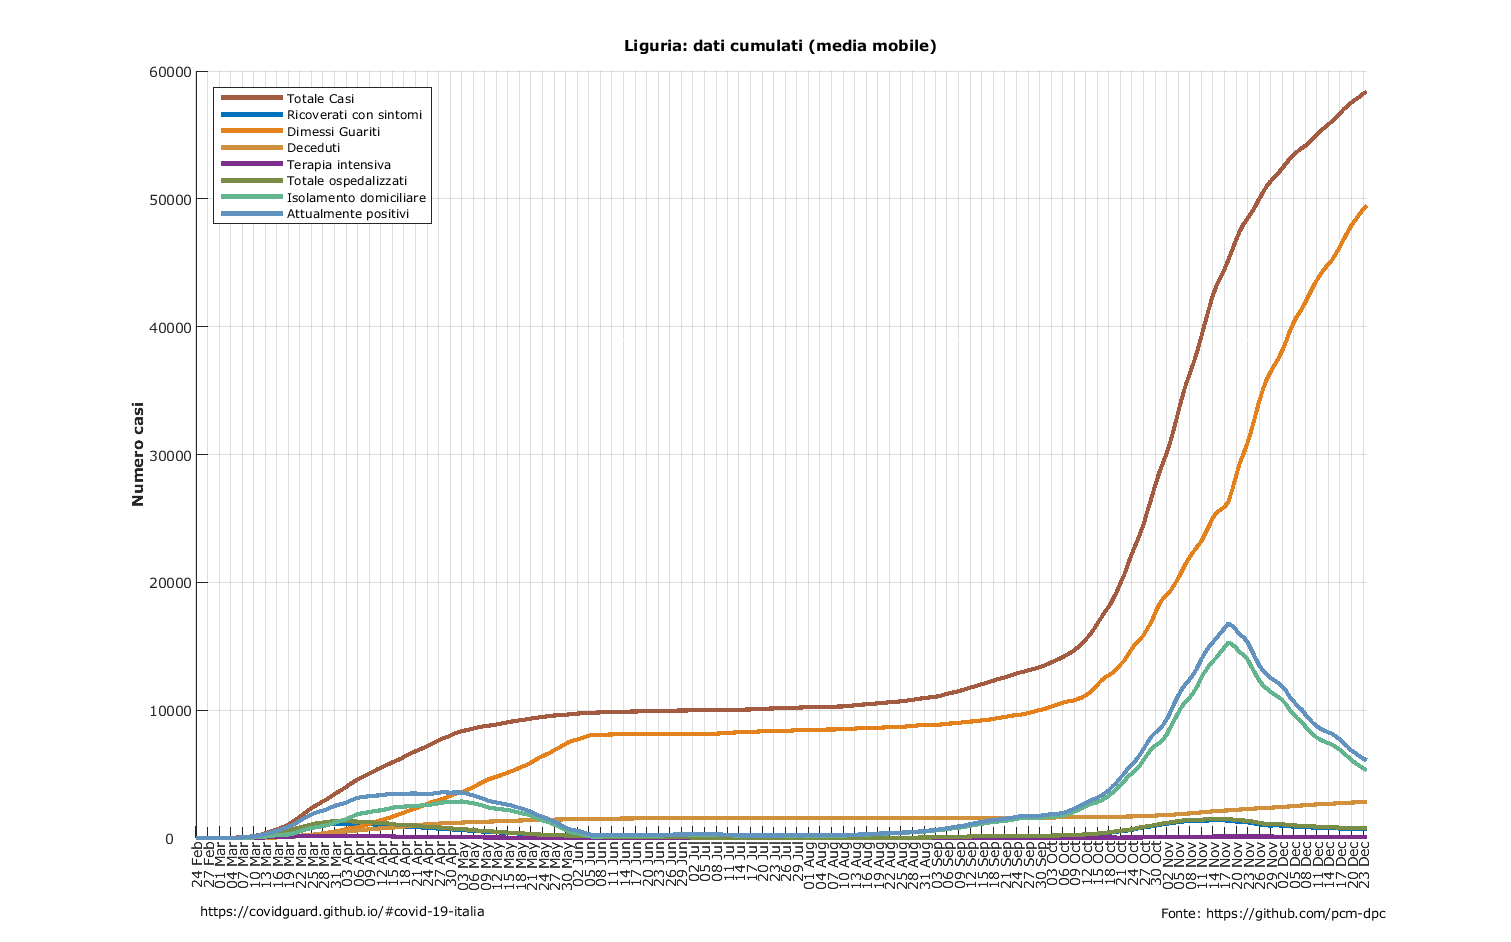 Liguria: dati cumulati (media mobile)
60000
50000
40000
30000
20000
10000
0
Numero casi
Totale Casi
Ricoverati con sintomi
Dimessi Guariti
Deceduti
Terapia intensiva
Totale ospedalizzati
Isolamento domiciliare
Attualmente positivi
24 Feb
27 Feb
01 Mar
04 Mar
07 Mar
10 Mar
13 Mar
16 Mar
19 Mar
22 Mar
25 Mar
28 Mar
31 Mar
03 Apr
06 Apr
09 Apr
12 Apr
15 Apr
18 Apr
21 Apr
24 Apr
27 Apr
30 Apr
03 May
06 May
09 May
12 May
15 May
18 May
21 May
24 May
27 May
30 May
02 Jun
05 Jun
08 Jun
11 Jun
14 Jun
17 Jun
20 Jun
23 Jun
26 Jun
29 Jun
02 Jul
05 Jul
08 Jul
11 Jul
14 Jul
17 Jul
20 Jul
23 Jul
26 Jul
29 Jul
01 Aug
04 Aug
07 Aug
10 Aug
13 Aug
16 Aug
19 Aug
22 Aug
25 Aug
28 Aug
31 Aug
03 Sep
06 Sep
09 Sep
12 Sep
15 Sep
18 Sep
21 Sep
24 Sep
27 Sep
30 Sep
03 Oct
06 Oct
09 Oct
12 Oct
15 Oct
18 Oct
21 Oct
24 Oct
27 Oct
30 Oct
02 Nov
05 Nov
08 Nov
11 Nov
14 Nov
17 Nov
20 Nov
23 Nov
26 Nov
29 Nov
02 Dec
05 Dec
08 Dec
11 Dec
14 Dec
17 Dec
20 Dec
23 Dec
https://covidguard.github.io/#covid-19-italia
Fonte: https://github.com/pcm-dpc